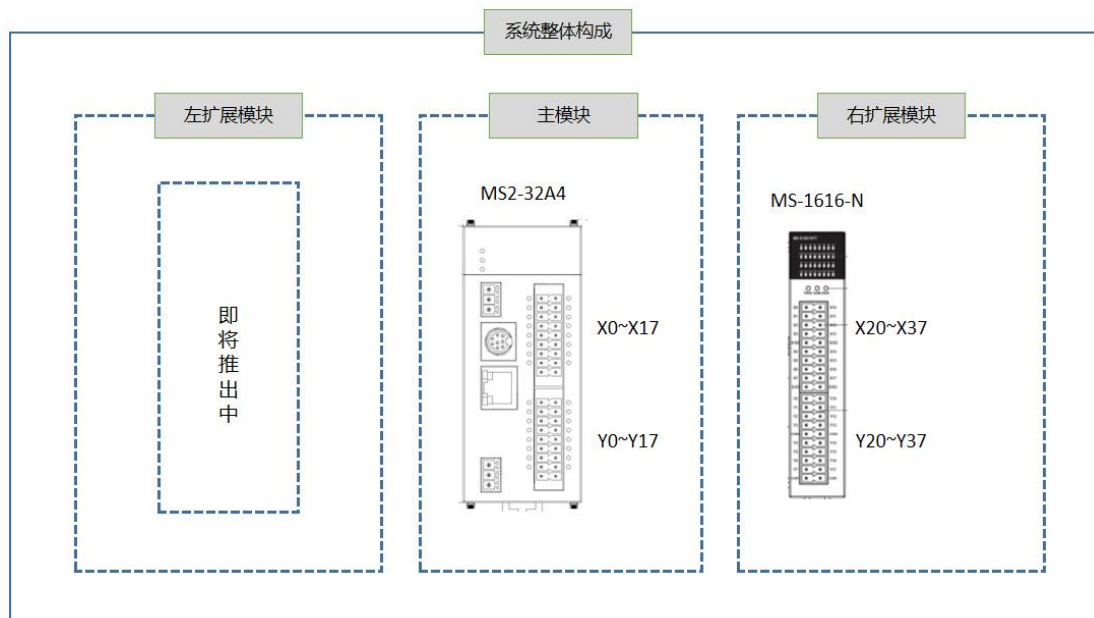 系统整体构成
左扩展模块
主模块
右扩展模块
即将推出中
MS2-32A4
X0~X17
Y0~Y17
MS-1616-N
X20~X37
Y20~Y37